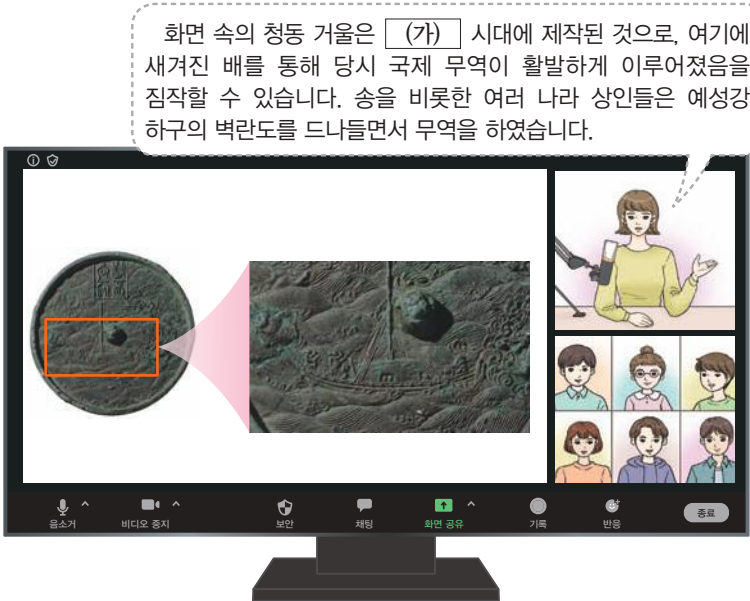 화면 속의 청동 거울은 (가) 시대에 제작된 것으로, 여기에
새겨진 배를 통해 당시 국제 무역이 활발하게 이루어졌음을
짐작할 수 있습니다. 송을 비롯한 여러 나라 상인들은 예성강
하구의 벽란도를 드나들면서 무역을 하였습니다.
음소거 비디오 중지 보안 채팅 화면 공유 기록 반응 종료